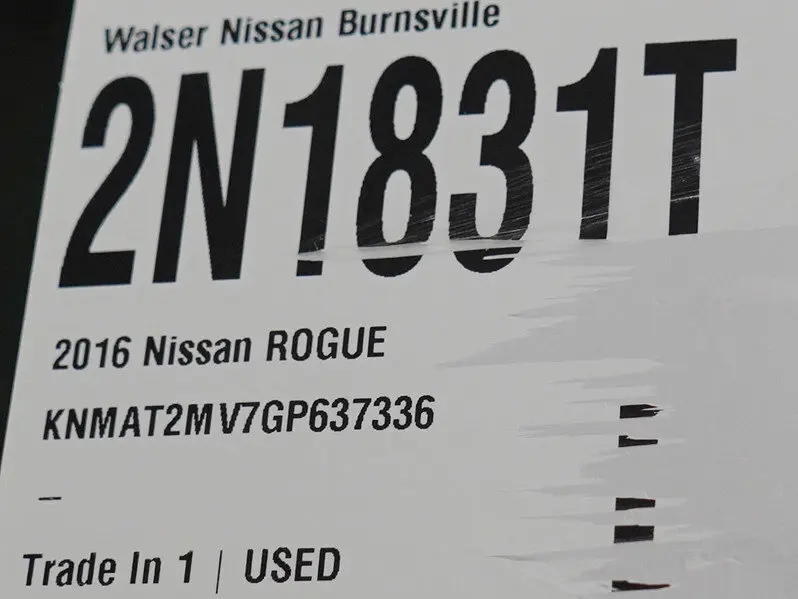 Walser Nissan Burnsville
2N1831T
2016 Nissan ROGUE
KNMAT2MV7GP637336
–
Trade In 1 | USED